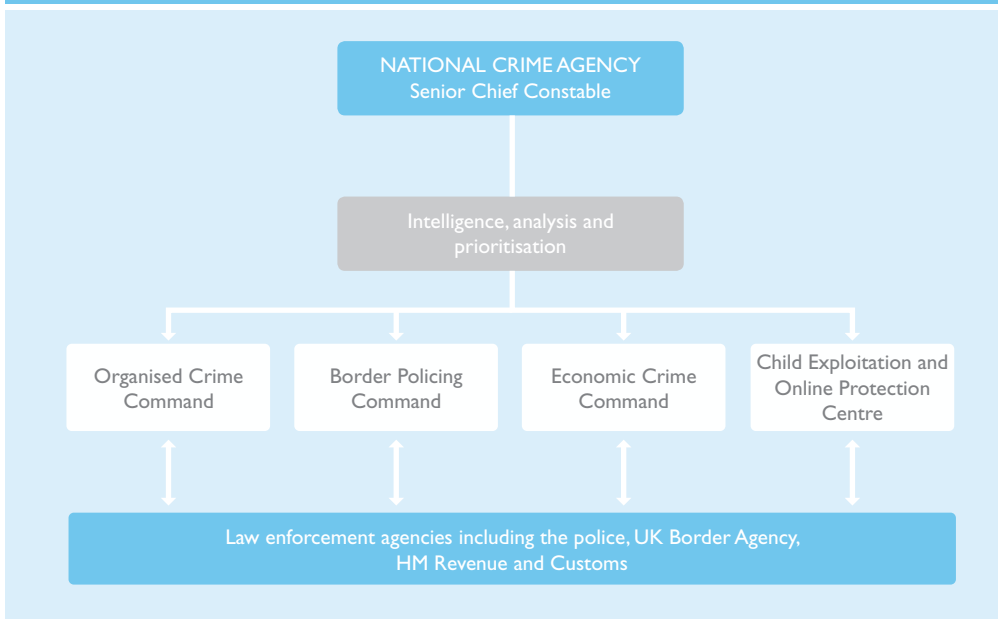 NATIONAL CRIME AGENCY
Senior Chief Constable
Intelligence, analysis and
prioritisation
Organised Crime
Command
Border Policing
Command
Economic Crime
Command
Child Exploitation and
Online Protection
Centre
Law enforcement agencies including the police, UK Border Agency,
HM Revenue and Customs